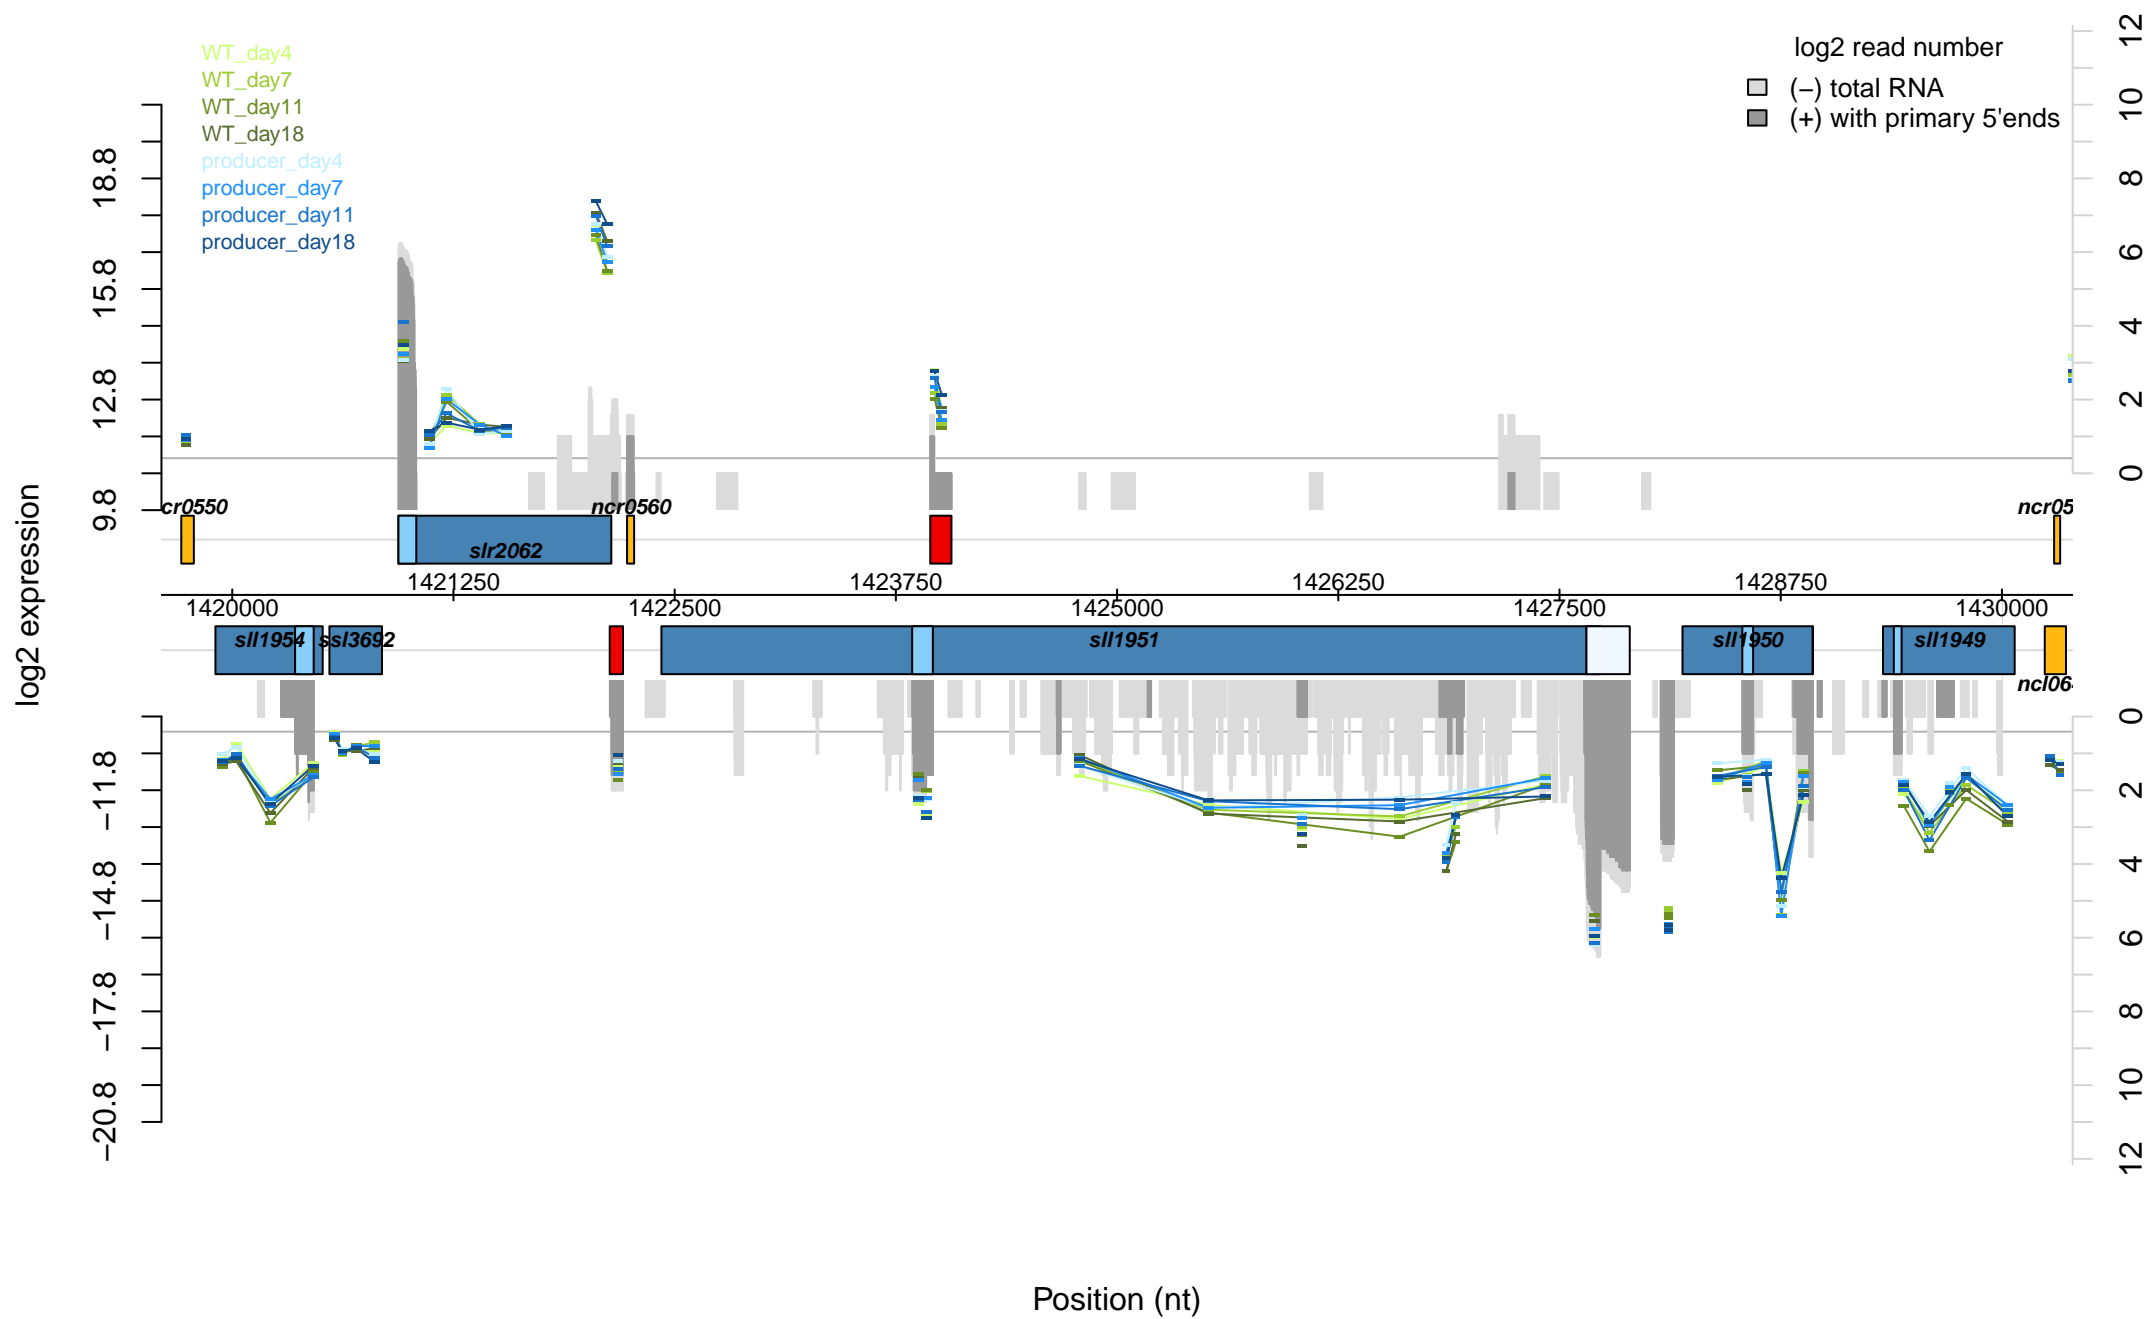 WT_day4
WT_day7
WT_day11
WT_day18
producer_day4
producer_day7
producer_day11
producer_day18
log2 read number
(−) total RNA
(+) with primary 5'ends
log2 expression
9.8
12.8
15.8
18.8
0
2
4
6
8
10
12
cr0550
ncr0560
ncr05
slr2062
1421250
1423750
1426250
1428750
1420000
1422500
1425000
1427500
1430000
sll1954
ssl3692
sll1951
sll1950
sll1949
ncl06
−11.8
−14.8
−17.8
−20.8
0
2
4
6
8
10
12
Position (nt)